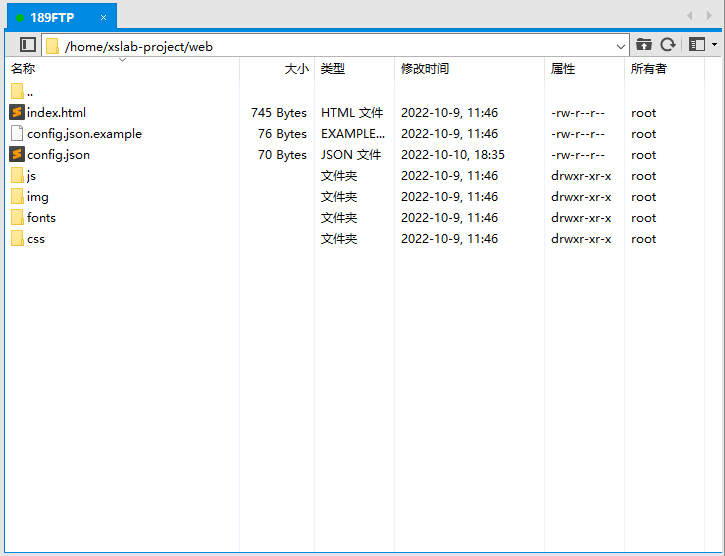 189FTP
/home/xslab-project/web
名称 大小 类型 修改时间 属性 所有者
..
index.html 745 Bytes HTML 文件 2022-10-9, 11:46 -rw-r--r-- root
config.json.example 76 Bytes EXAMPLE... 2022-10-9, 11:46 -rw-r--r-- root
config.json 70 Bytes JSON 文件 2022-10-10, 18:35 -rw-r--r-- root
js 文件夹 2022-10-9, 11:46 drwxr-xr-x root
img 文件夹 2022-10-9, 11:46 drwxr-xr-x root
fonts 文件夹 2022-10-9, 11:46 drwxr-xr-x root
css 文件夹 2022-10-9, 11:46 drwxr-xr-x root